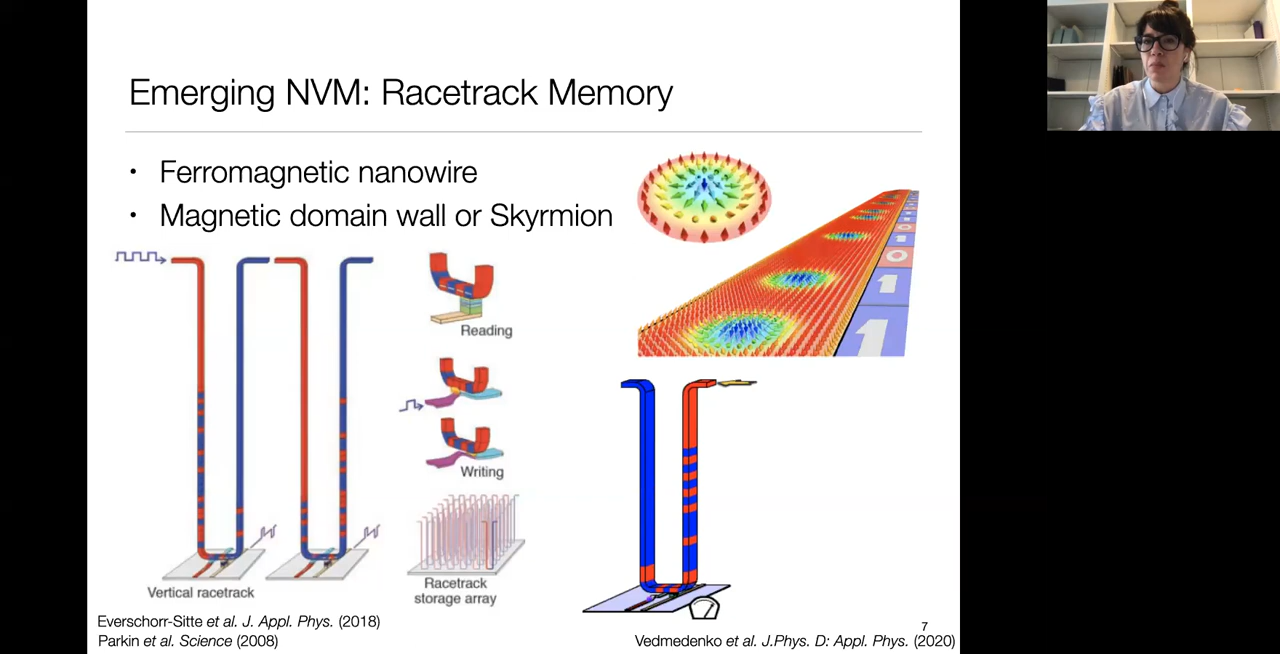 Emerging NVM: Racetrack Memory
• Ferromagnetic nanowire
• Magnetic domain wall or Skyrmion
Reading
Writing
Vertical racetrack
Racetrack
storage array
1
0
1
1
Everschorr-Sitte et al. J. Appl. Phys. (2018)
Parkin et al. Science (2008)
7
Vedmedenko et al. J.Phys. D: Appl. Phys. (2020)